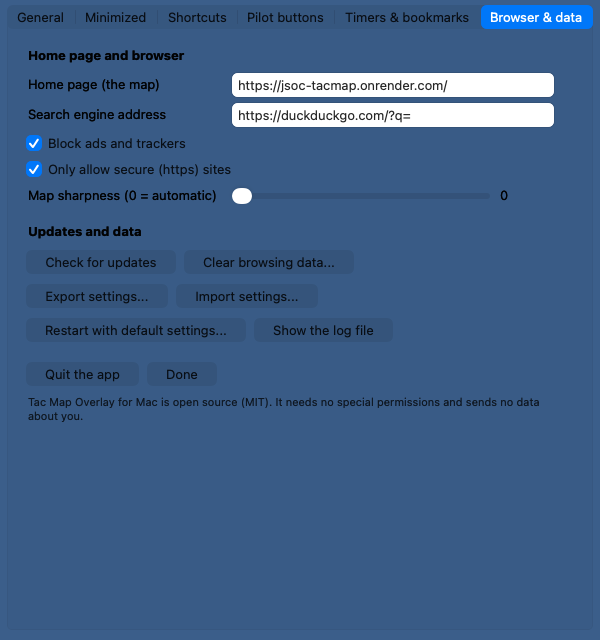 General Minimized Shortcuts Pilot buttons Timers & bookmarks Browser & data
Home page and browser
Home page (the map) https://jsoc-tacmap.onrender.com/
Search engine address https://duckduckgo.com/?q=
Block ads and trackers
Only allow secure (https) sites
Map sharpness (0 = automatic) 0
Updates and data
Check for updates Clear browsing data...
Export settings... Import settings...
Restart with default settings... Show the log file
Quit the app Done
Tac Map Overlay for Mac is open source (MIT). It needs no special permissions and sends no data
about you.